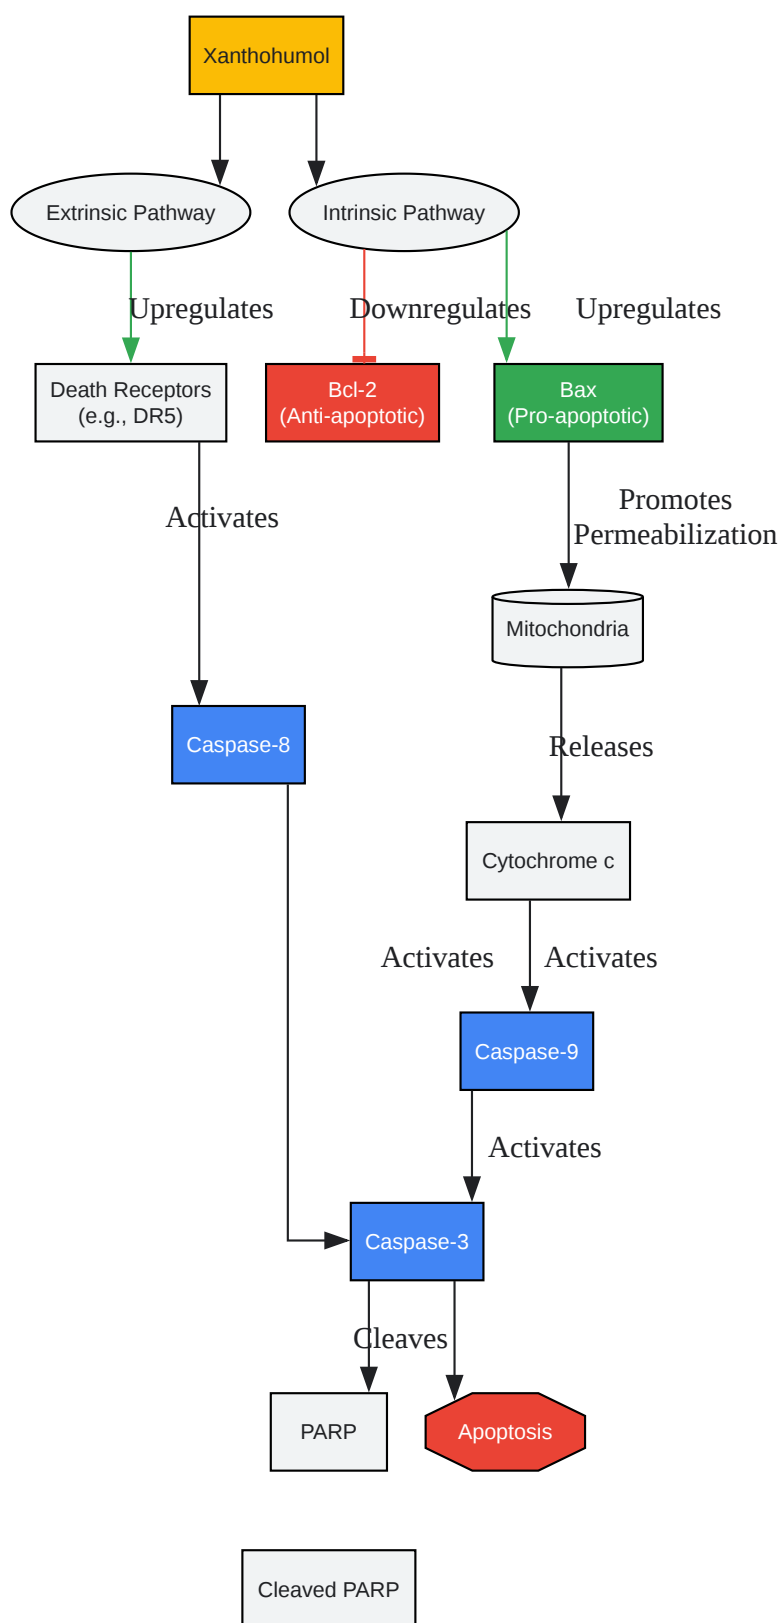 Xanthohumol
Extrinsic Pathway
Intrinsic Pathway
Upregulates
Downregulates
Upregulates
Death Receptors
(e.g., DR5)
Bcl-2
(Anti-apoptotic)
Bax
(Pro-apoptotic)
Activates
Promotes
Permeabilization
Mitochondria
Caspase-8
Releases
Cytochrome c
Activates
Activates
Caspase-9
Activates
Caspase-3
Cleaves
PARP
Apoptosis
Cleaved PARP